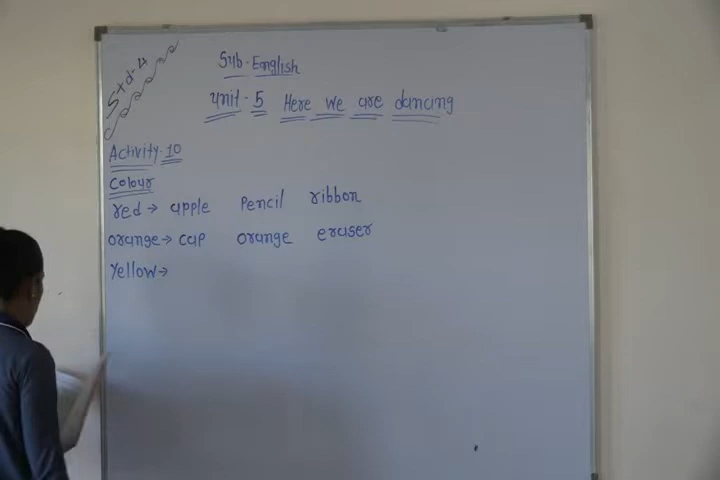 Std-4
Sub-English
Unit-5 Here we are dancing
Activity-10
Colour
red → apple Pencil ribbon
orange → cap orange eraser
Yellow →